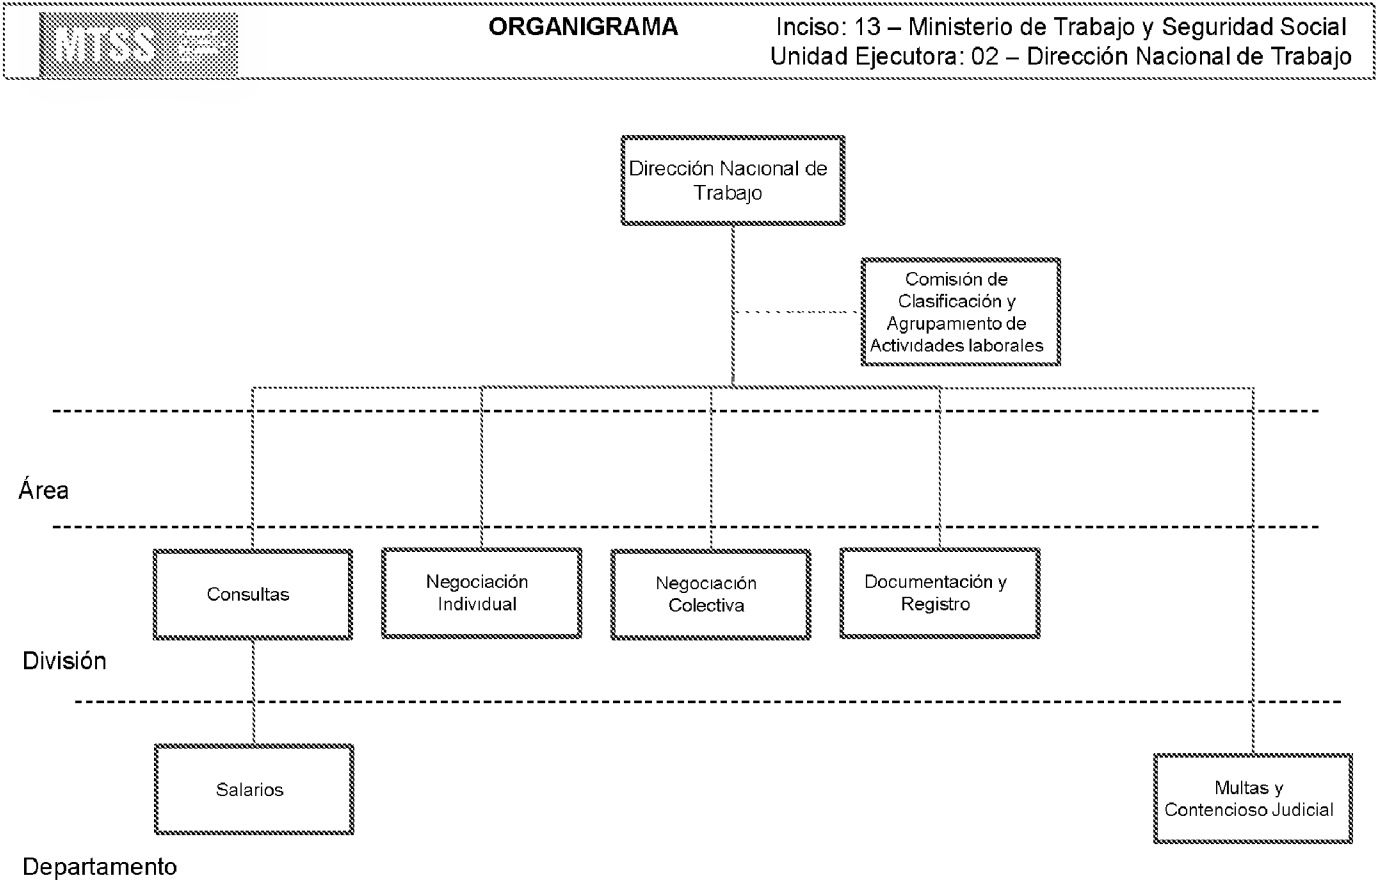 MTSS
ORGANIGRAMA
Inciso: 13 – Ministerio de Trabajo y Seguridad Social
Unidad Ejecutora: 02 – Dirección Nacional de Trabajo
Dirección Nacional de
Trabajo
Comisión de
Clasificación y
Agrupamiento de
Actividades laborales
Área
Consultas
Negociación
Individual
Negociación
Colectiva
Documentación y
Registro
División
Salarios
Multas y
Contencioso Judicial
Departamento